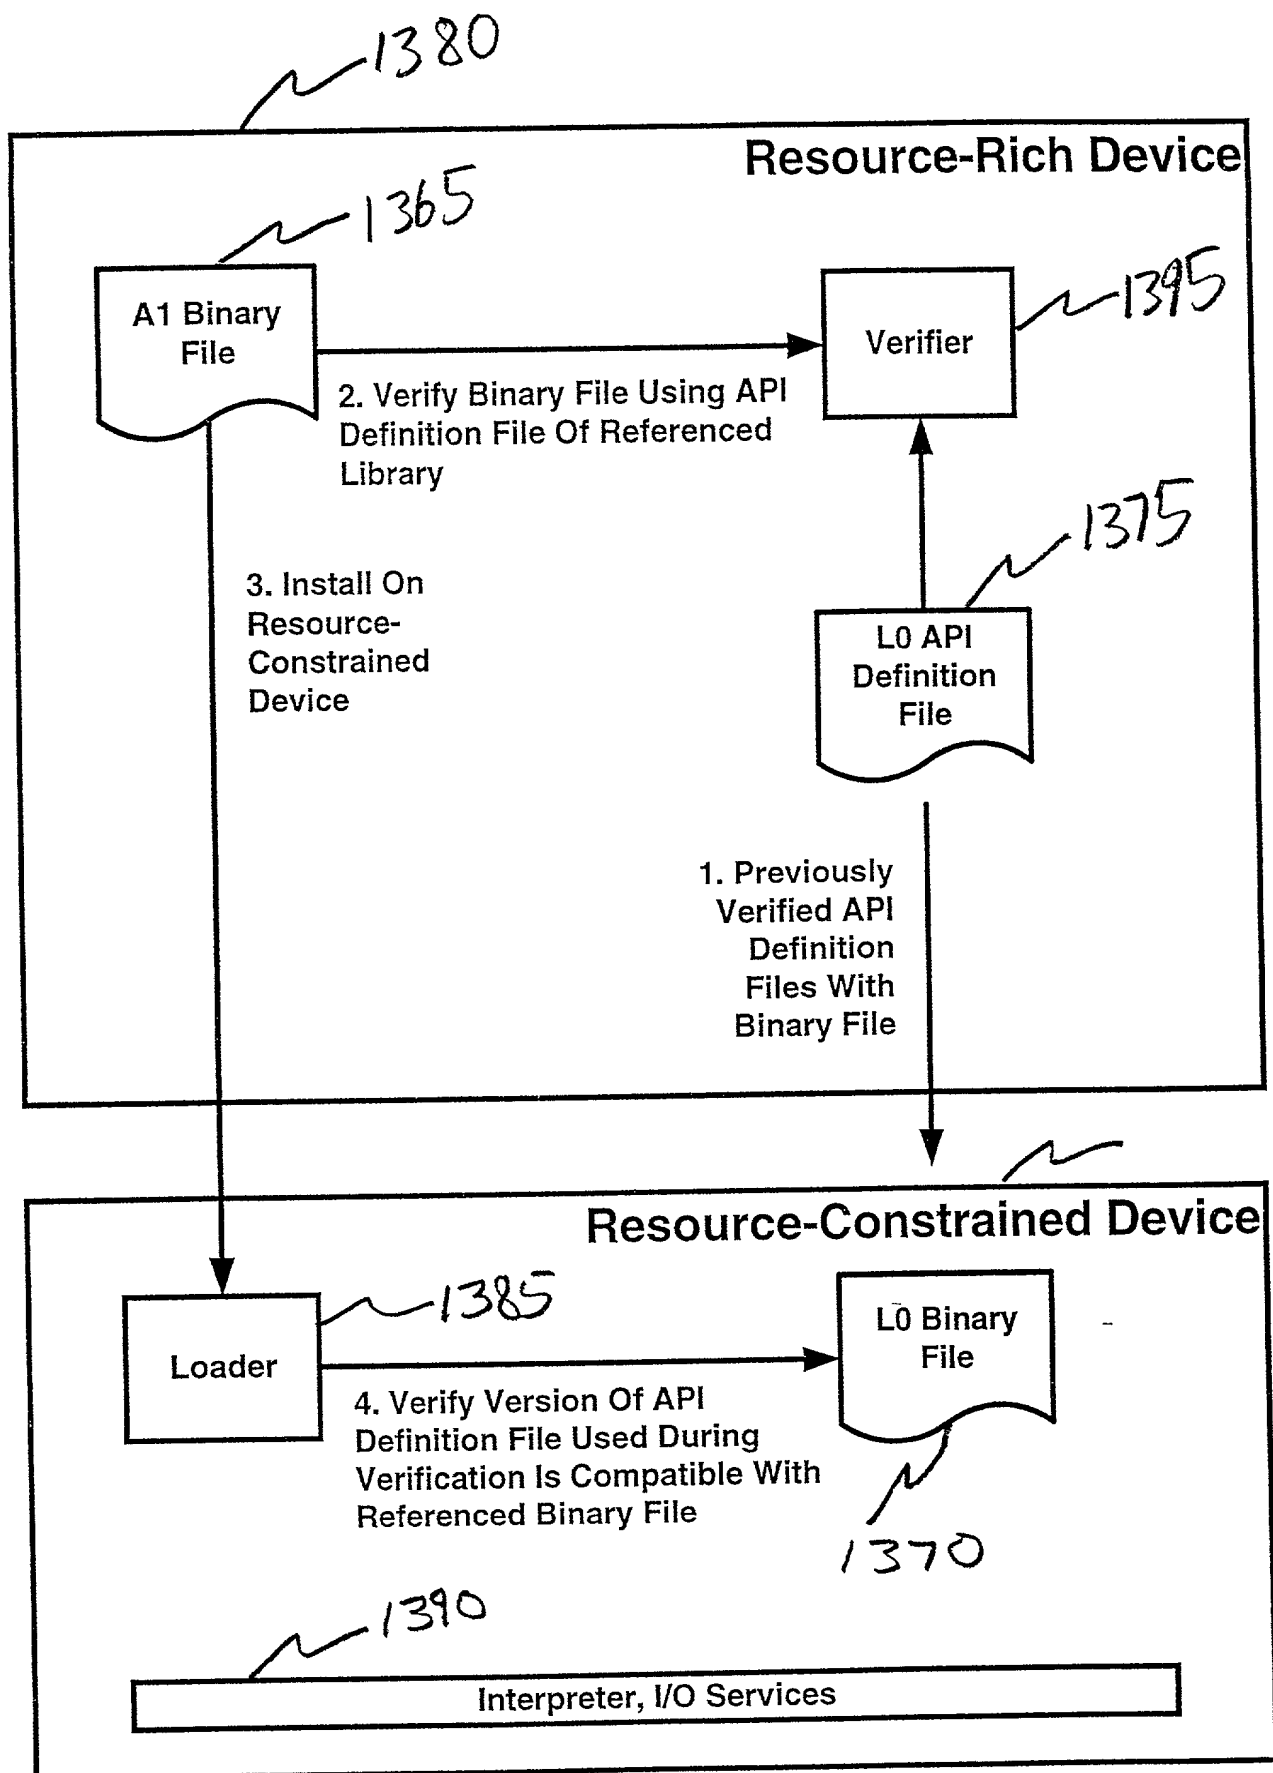 1380
Resource-Rich Device
1365
A1 Binary
File
1395
Verifier
2. Verify Binary File Using API
Definition File Of Referenced
Library
1375
3. Install On
Resource-
Constrained
Device
L0 API
Definition
File
1. Previously
Verified API
Definition
Files With
Binary File
Resource-Constrained Device
1385
Loader
L0 Binary
File
4. Verify Version Of API
Definition File Used During
Verification Is Compatible With
Referenced Binary File
1370
1390
Interpreter, I/O Services